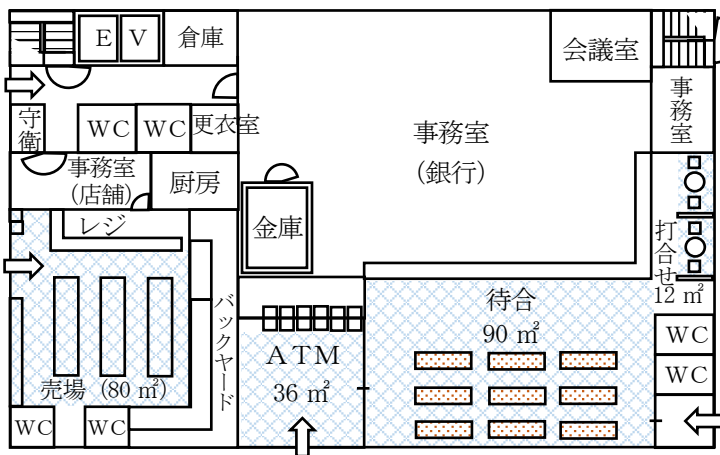 ＥＶ
倉庫
会議室
守衛
WC
WC
更衣室
事務室
(銀行)
事務室
事務室
(店舗)
厨房
金庫
レジ
打合せ
12 ㎡
バックヤード
待合
90 ㎡
ＡＴＭ
36 ㎡
売場 (80 ㎡)
WC
WC
WC
WC